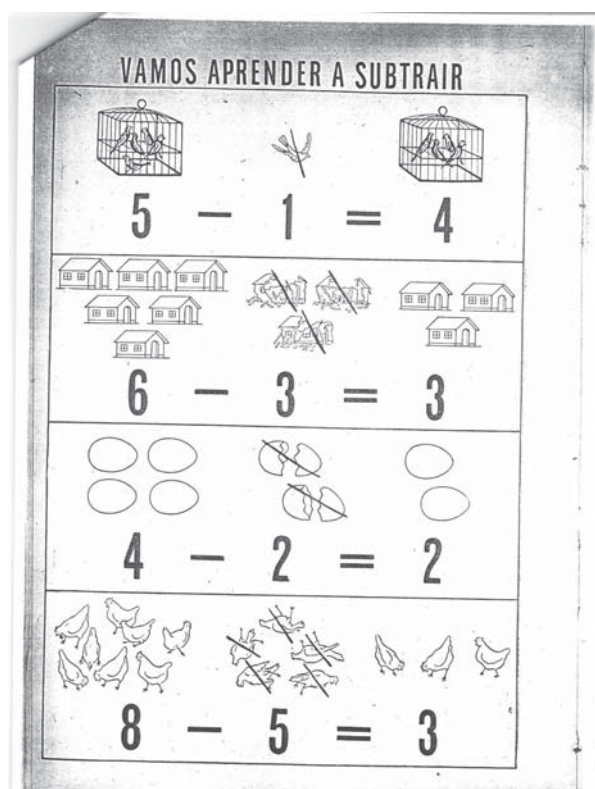 VAMOS APRENDER A SUBTRAIR
5 − 1 = 4
6 − 3 = 3
4 − 2 = 2
8 − 5 = 3